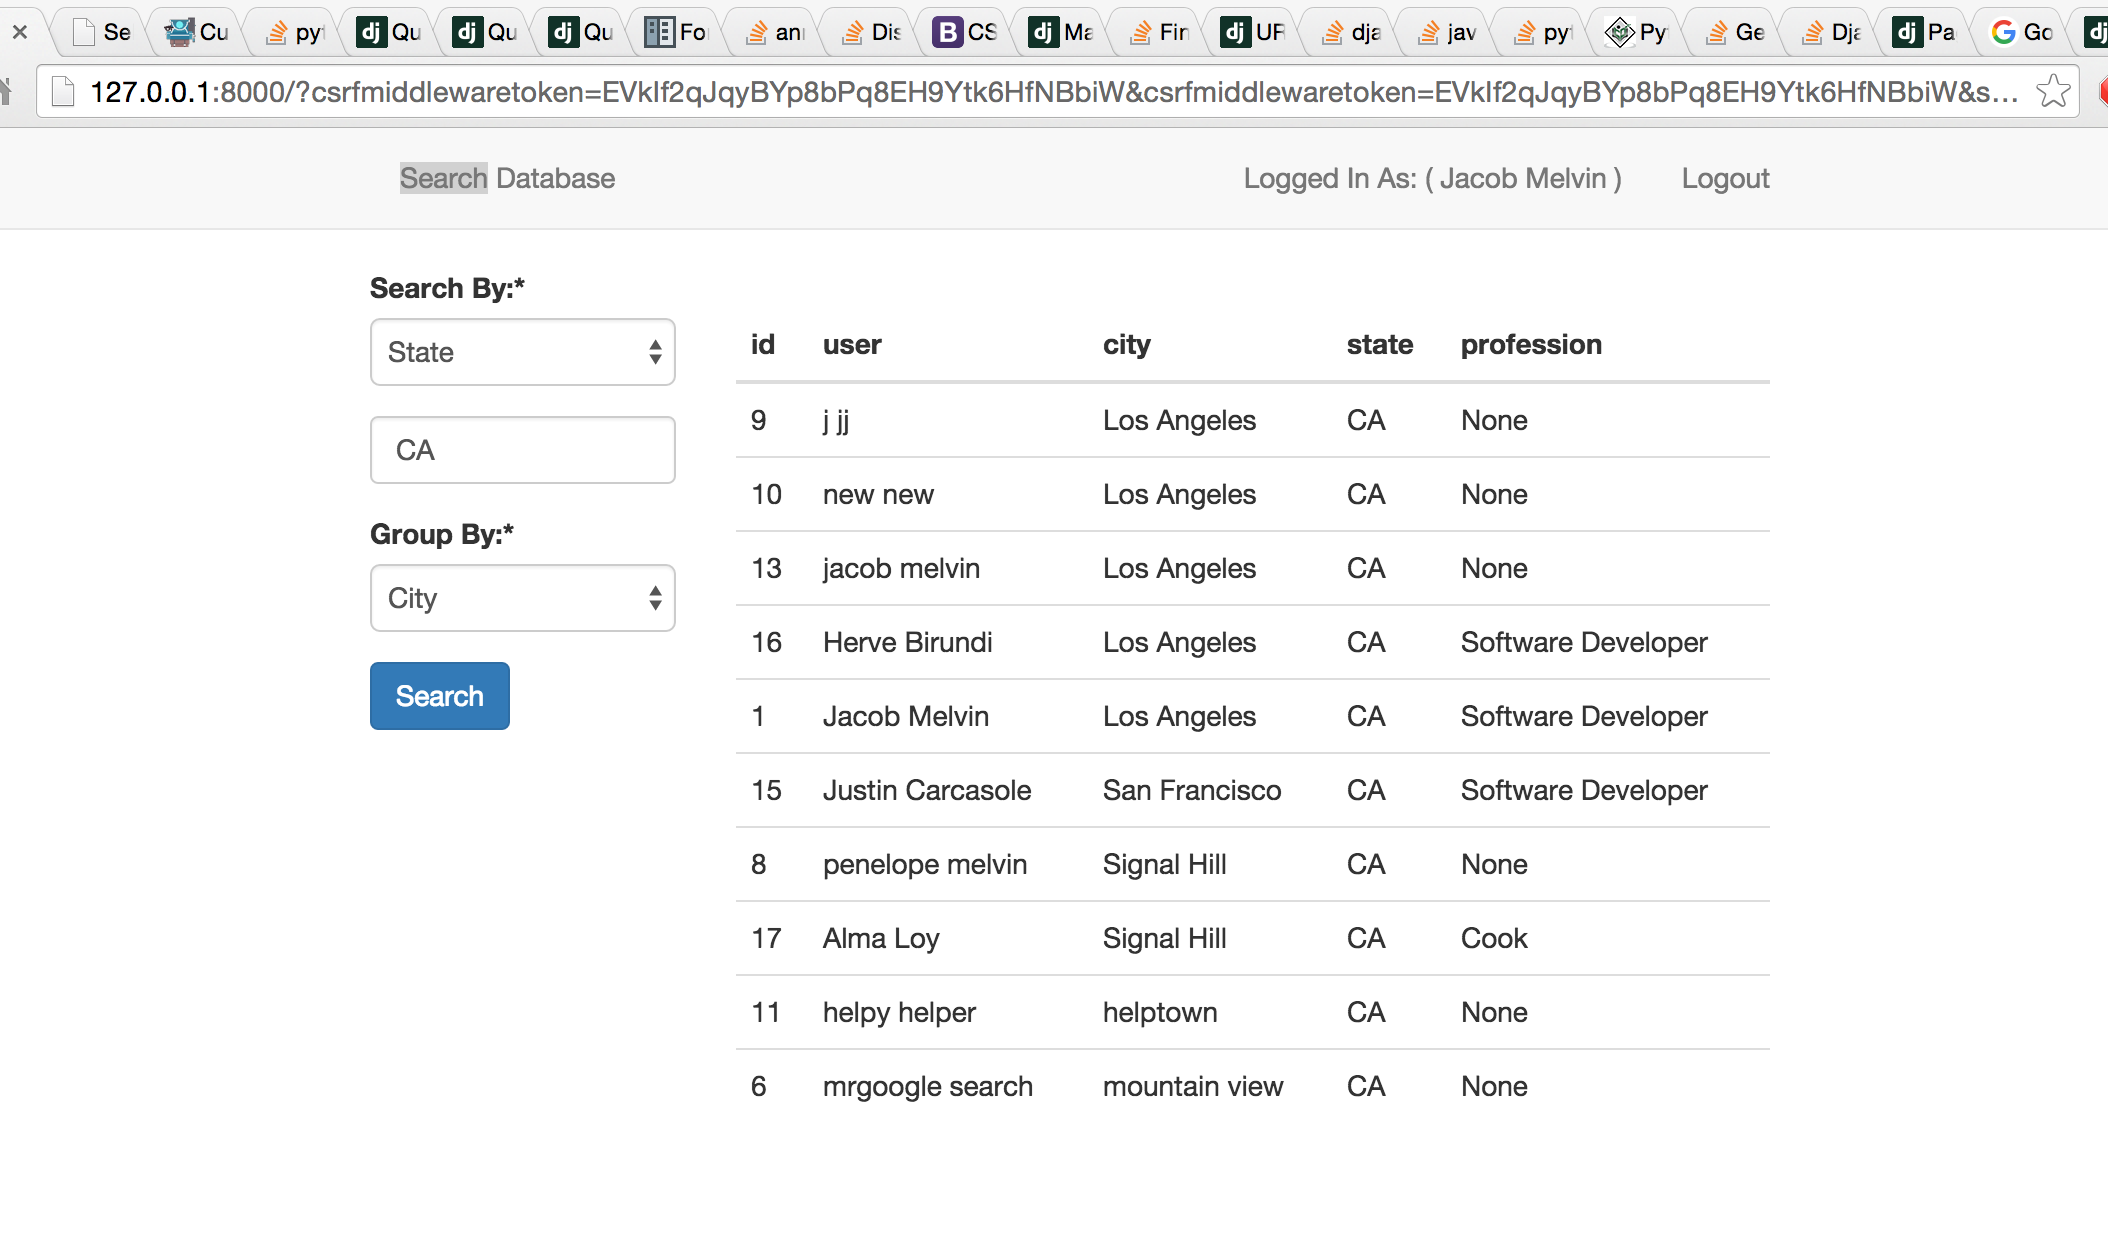 Se Cu py Qu Qu Qu Fo an Dis CS Ma Fin UR dja jav pyt Py Ge Dja Pa Go
127.0.0.1:8000/?csrfmiddlewaretoken=EVkIf2qJqyBYp8bPq8EH9Ytk6HfNBbiW&csrfmiddlewaretoken=EVkIf2qJqyBYp8bPq8EH9Ytk6HfNBbiW&s...
Search Database Logged In As: ( Jacob Melvin ) Logout
Search By:*
State
CA
Group By:*
City
Search
id user city state profession
9 j jj Los Angeles CA None
10 new new Los Angeles CA None
13 jacob melvin Los Angeles CA None
16 Herve Birundi Los Angeles CA Software Developer
1 Jacob Melvin Los Angeles CA Software Developer
15 Justin Carcasole San Francisco CA Software Developer
8 penelope melvin Signal Hill CA None
17 Alma Loy Signal Hill CA Cook
11 helpy helper helptown CA None
6 mrgoogle search mountain view CA None